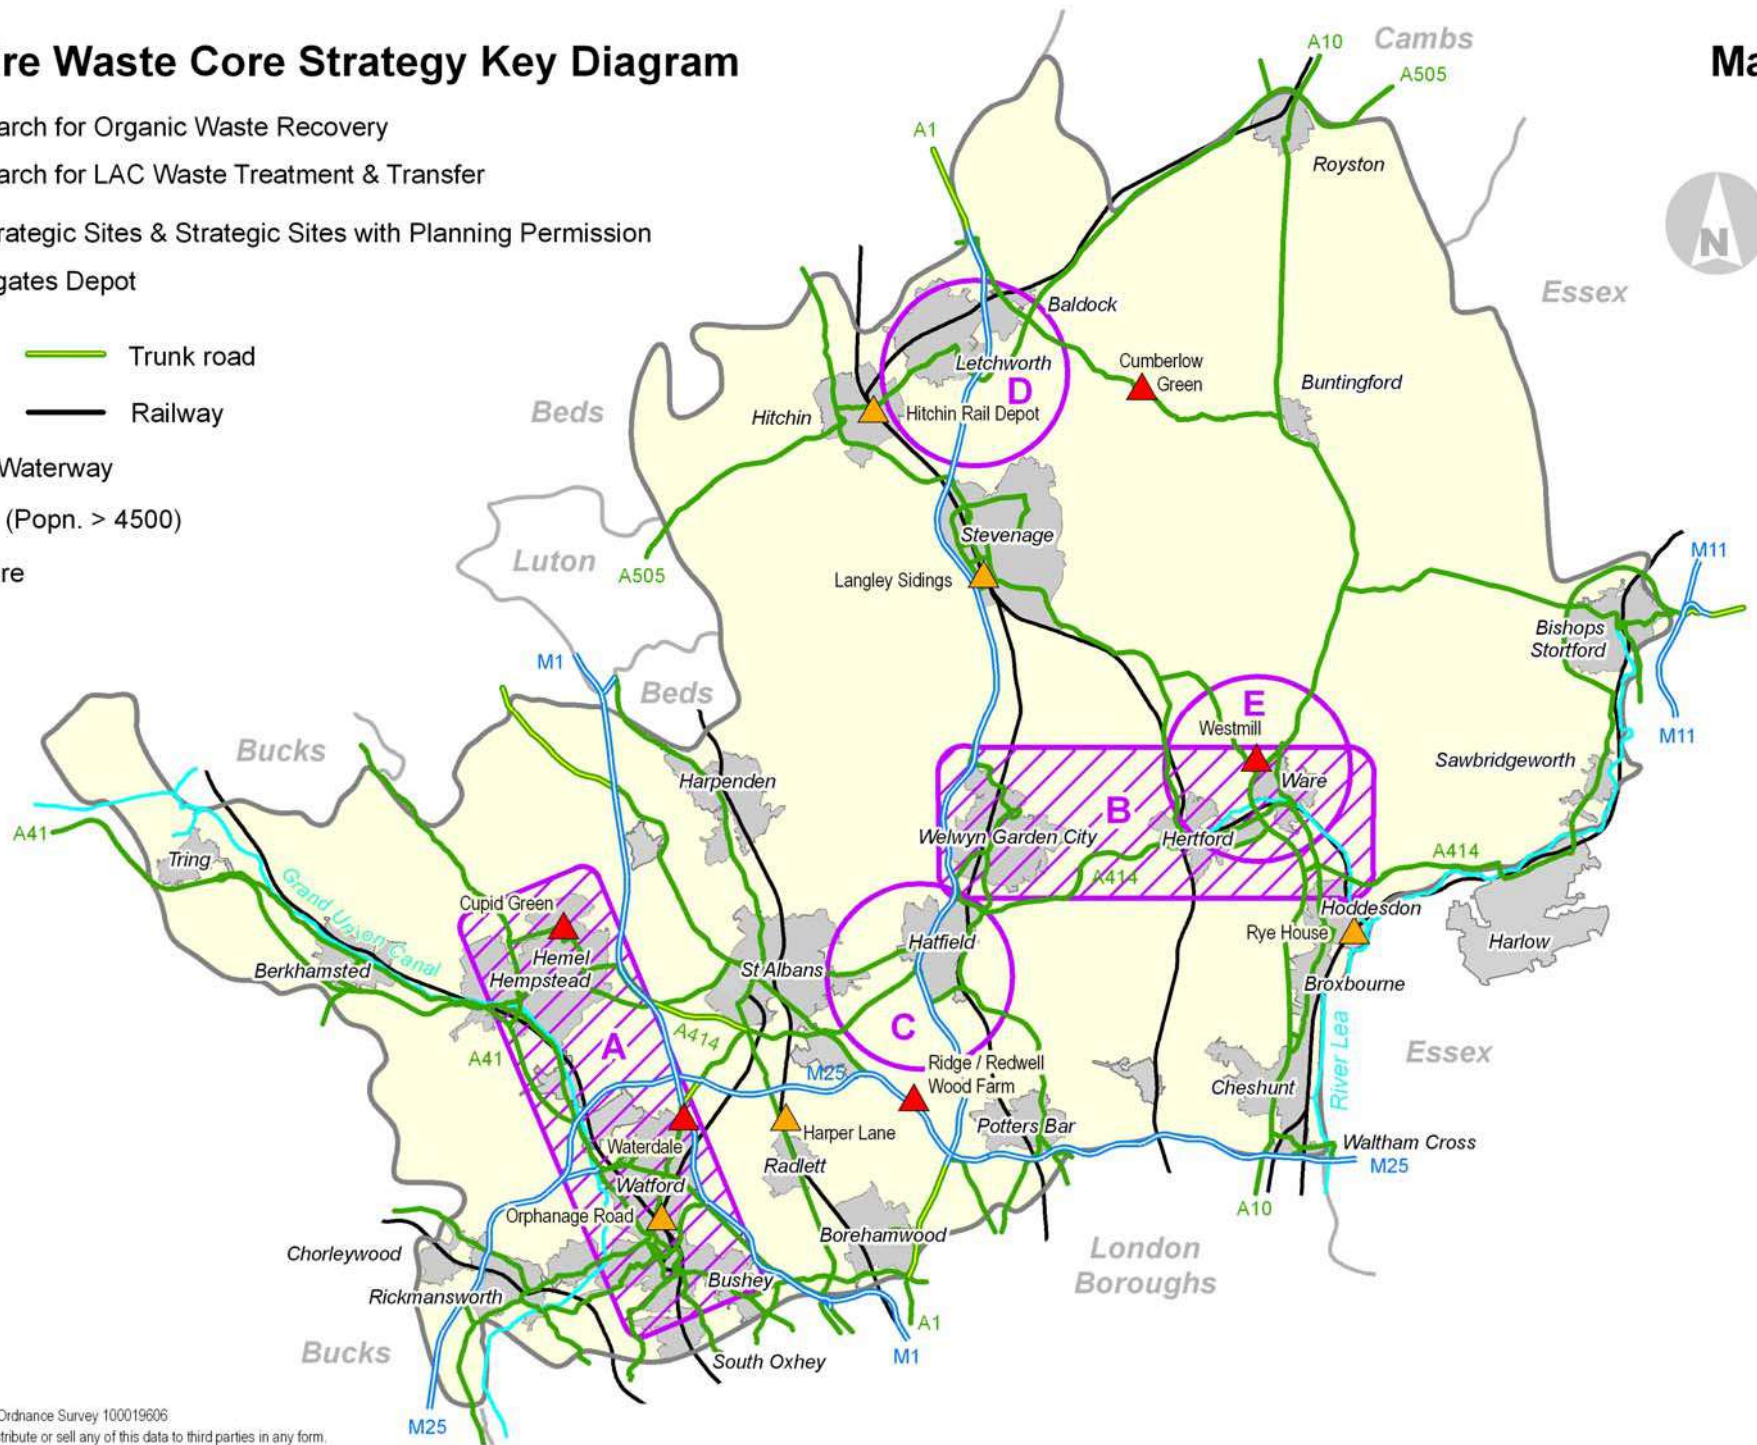 re Waste Core Strategy Key Diagram
Ma
arch for Organic Waste Recovery
arch for LAC Waste Treatment & Transfer
rategic Sites & Strategic Sites with Planning Permission
gates Depot
Trunk road
Railway
Waterway
(Popn. > 4500)
re
N
A10
Cambs
A505
A1
Royston
Essex
Baldock
Letchworth
D
Cumberlow
Green
Buntingford
Beds
Hitchin
Hitchin Rail Depot
Luton
A505
Stevenage
Langley Sidings
M11
Bishops
Stortford
M11
M1
Beds
Bucks
E
Westmill
Ware
Sawbridgeworth
Harpenden
B
Welwyn Garden City
Hertford
A414
A414
A41
Tring
Grand Union Canal
Cupid Green
Hemel
Hempstead
Berkhamsted
St Albans
Hatfield
Hoddesdon
Rye House
Harlow
Broxbourne
C
A
A414
A41
M25
Ridge / Redwell
Wood Farm
Essex
River Lea
Cheshunt
Waterdale
Harper Lane
Potters Bar
Waltham Cross
M25
Radlett
Watford
Orphanage Road
A10
Borehamwood
London
Boroughs
Chorleywood
Rickmansworth
Bushey
A1
M1
Bucks
South Oxhey
M25
Ordnance Survey 100019606
tribute or sell any of this data to third parties in any form.